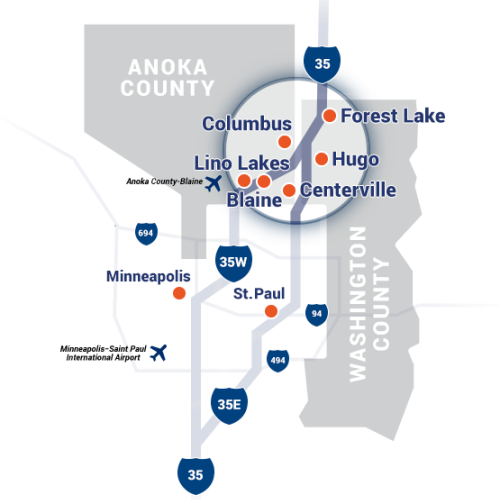 35
ANOKA
COUNTY
Forest Lake
Columbus
Hugo
Lino Lakes
Anoka County-Blaine
Centerville
Blaine
694
35W
WASHINGTON
COUNTY
Minneapolis
St. Paul
94
Minneapolis–Saint Paul
International Airport
494
35E
35